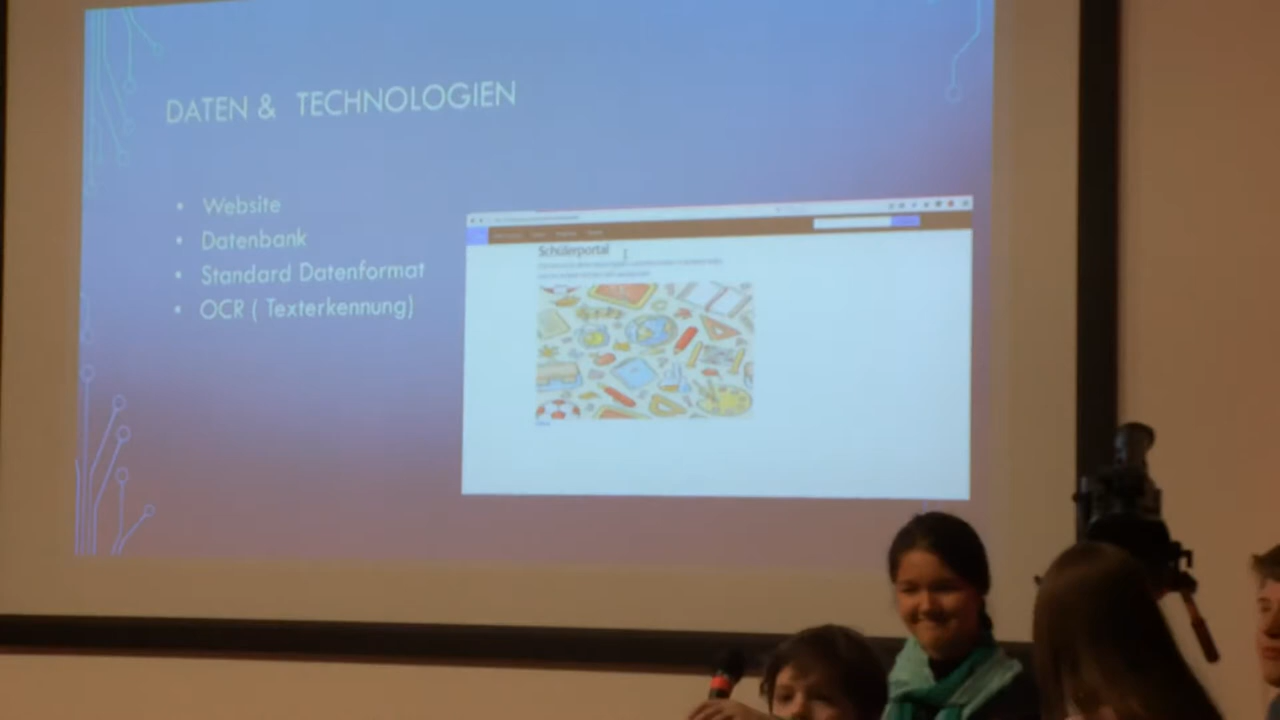 DATEN & TECHNOLOGIEN
Website
Datenbank
Standard Datenformat
OCR ( Texterkennung)
Schülerportal